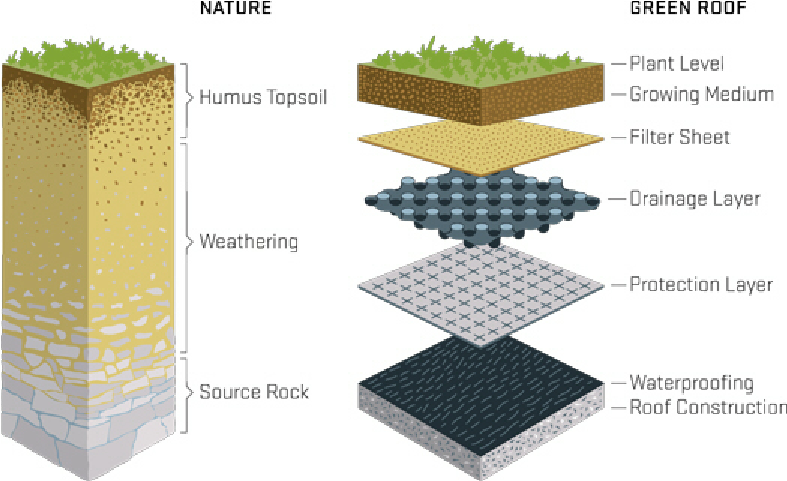 NATURE
Humus Topsoil
Weathering
Source Rock
GREEN ROOF
Plant Level
Growing Medium
Filter Sheet
Drainage Layer
Protection Layer
Waterproofing
Roof Construction